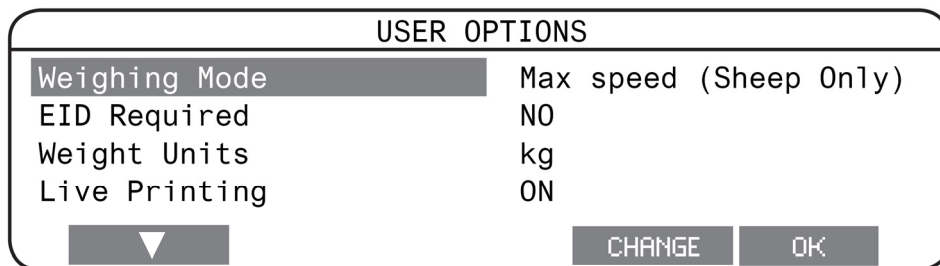 USER OPTIONS
Weighing Mode Max speed (Sheep Only)
EID Required NO
Weight Units kg
Live Printing ON
CHANGE OK